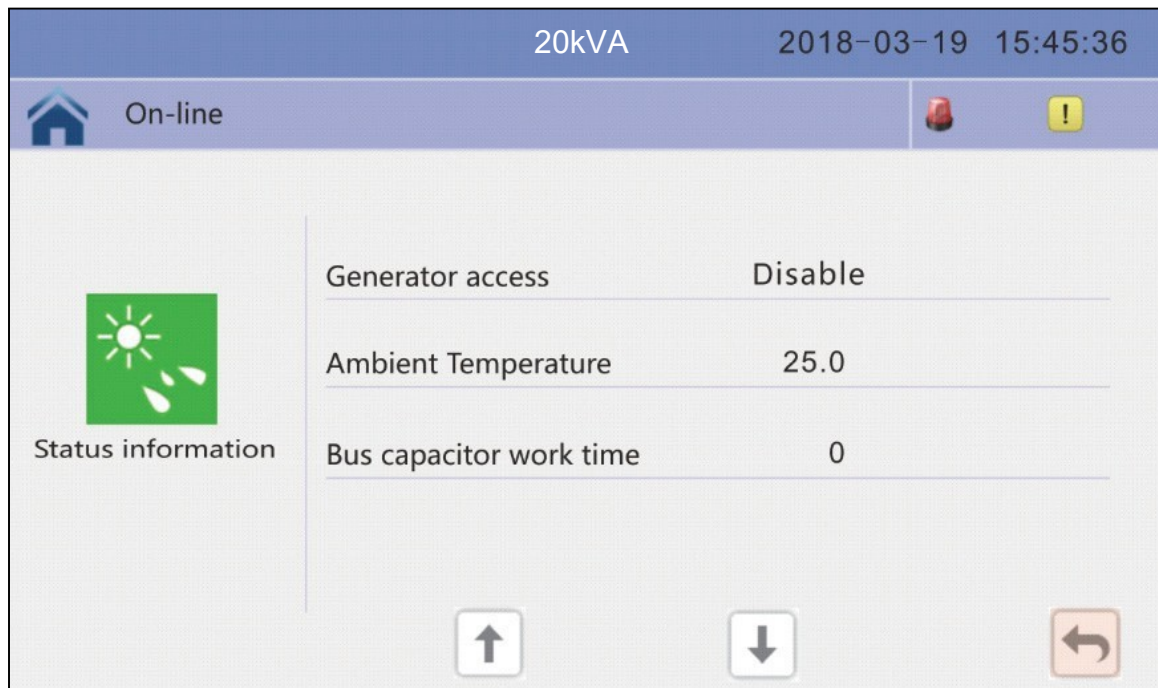 20kVA 2018-03-19 15:45:36
On-line !
Generator access Disable
Ambient Temperature 25.0
Status information
Bus capacitor work time 0